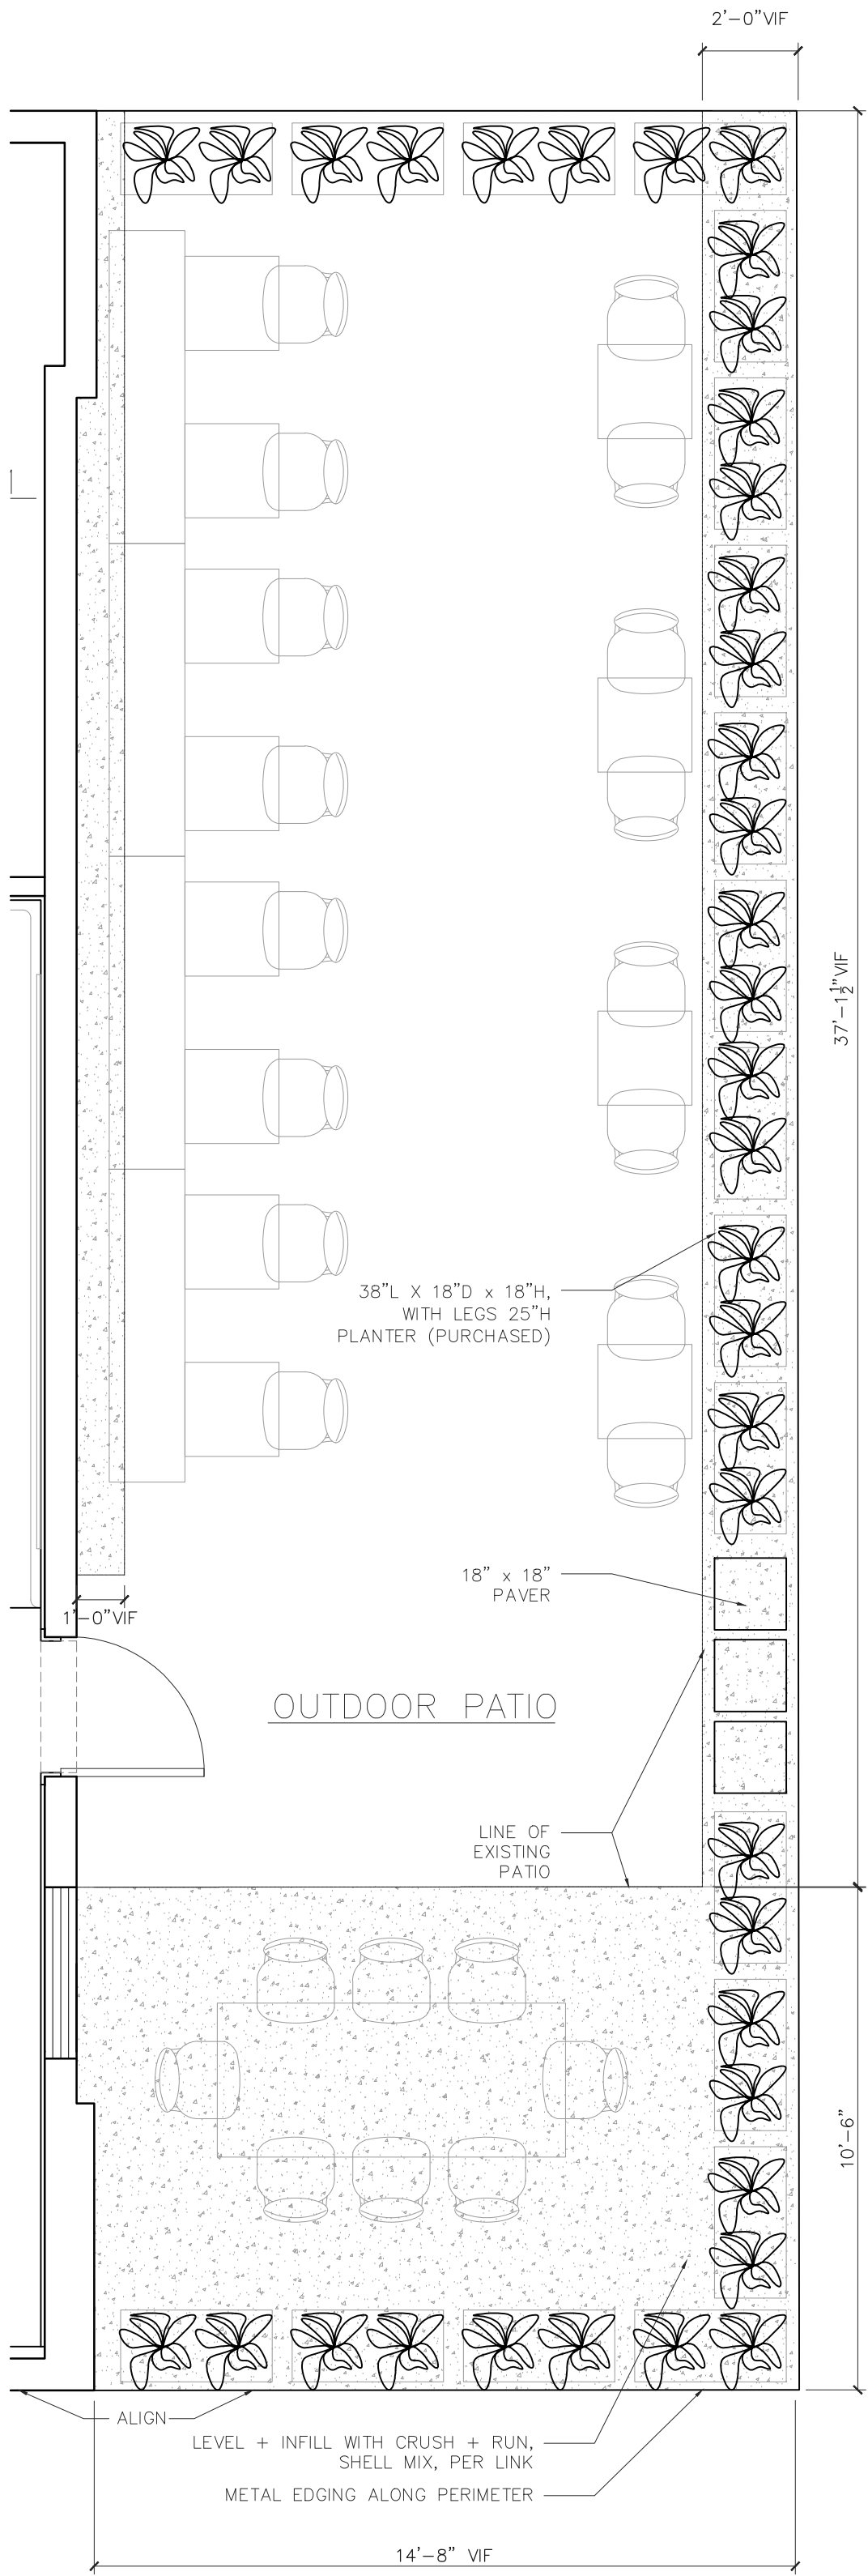 2'-0"VIF
37'-1 1/2"VIF
38"L X 18"D x 18"H,
WITH LEGS 25"H
PLANTER (PURCHASED)
18" x 18"
PAVER
1'-0"VIF
OUTDOOR PATIO
LINE OF
EXISTING
PATIO
10'-6"
ALIGN
LEVEL + INFILL WITH CRUSH + RUN,
SHELL MIX, PER LINK
METAL EDGING ALONG PERIMETER
14'-8" VIF